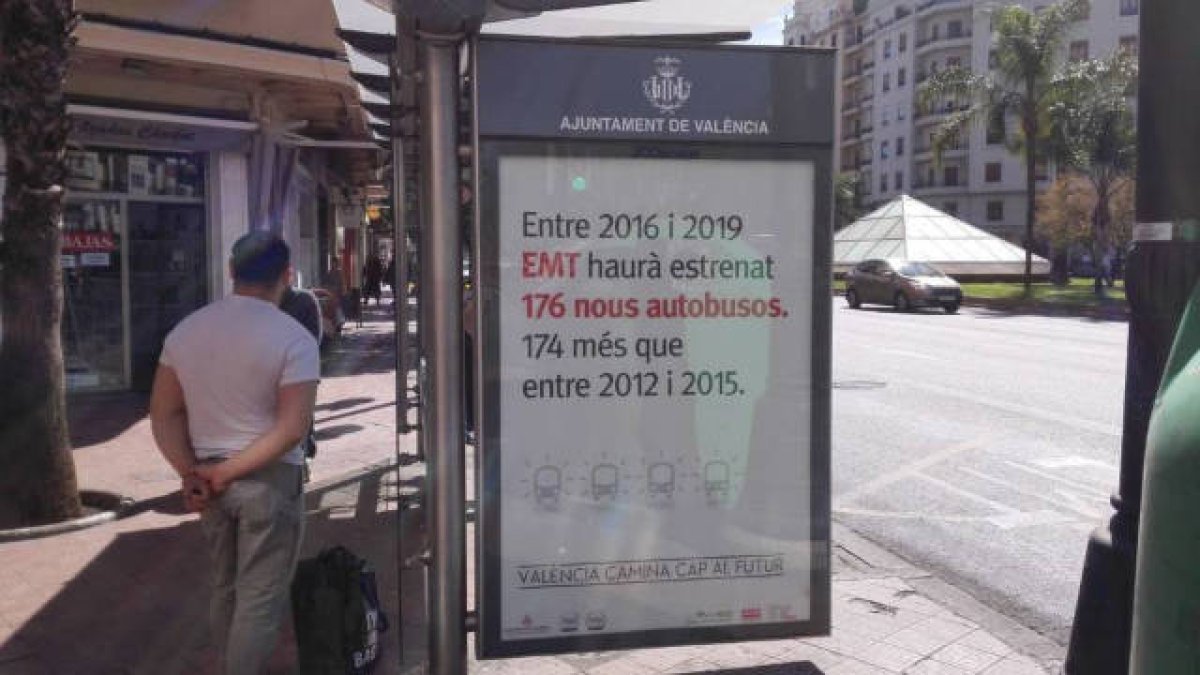 AJUNTAMENT DE VALÈNCIA
Entre 2016 i 2019
EMT haurà estrenat
176 nous autobusos.
174 més que
entre 2012 i 2015.
VALÈNCIA CAMINA CAP AL FUTUR